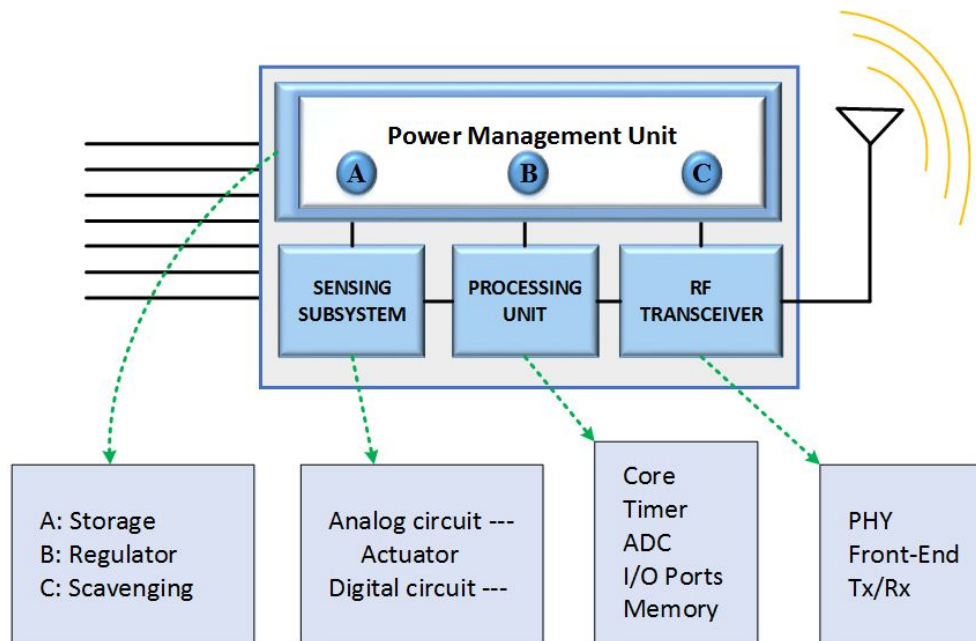 Power Management Unit
A B C
SENSING
SUBSYSTEM
PROCESSING
UNIT
RF
TRANSCEIVER
A: Storage
B: Regulator
C: Scavenging
Analog circuit ---
Actuator
Digital circuit ---
Core
Timer
ADC
I/O Ports
Memory
PHY
Front-End
Tx/Rx